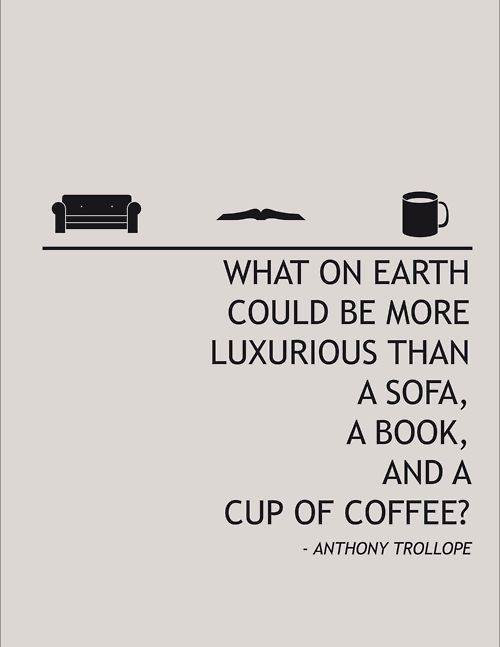 WHAT ON EARTH
COULD BE MORE
LUXURIOUS THAN
A SOFA,
A BOOK,
AND A
CUP OF COFFEE?
- ANTHONY TROLLOPE